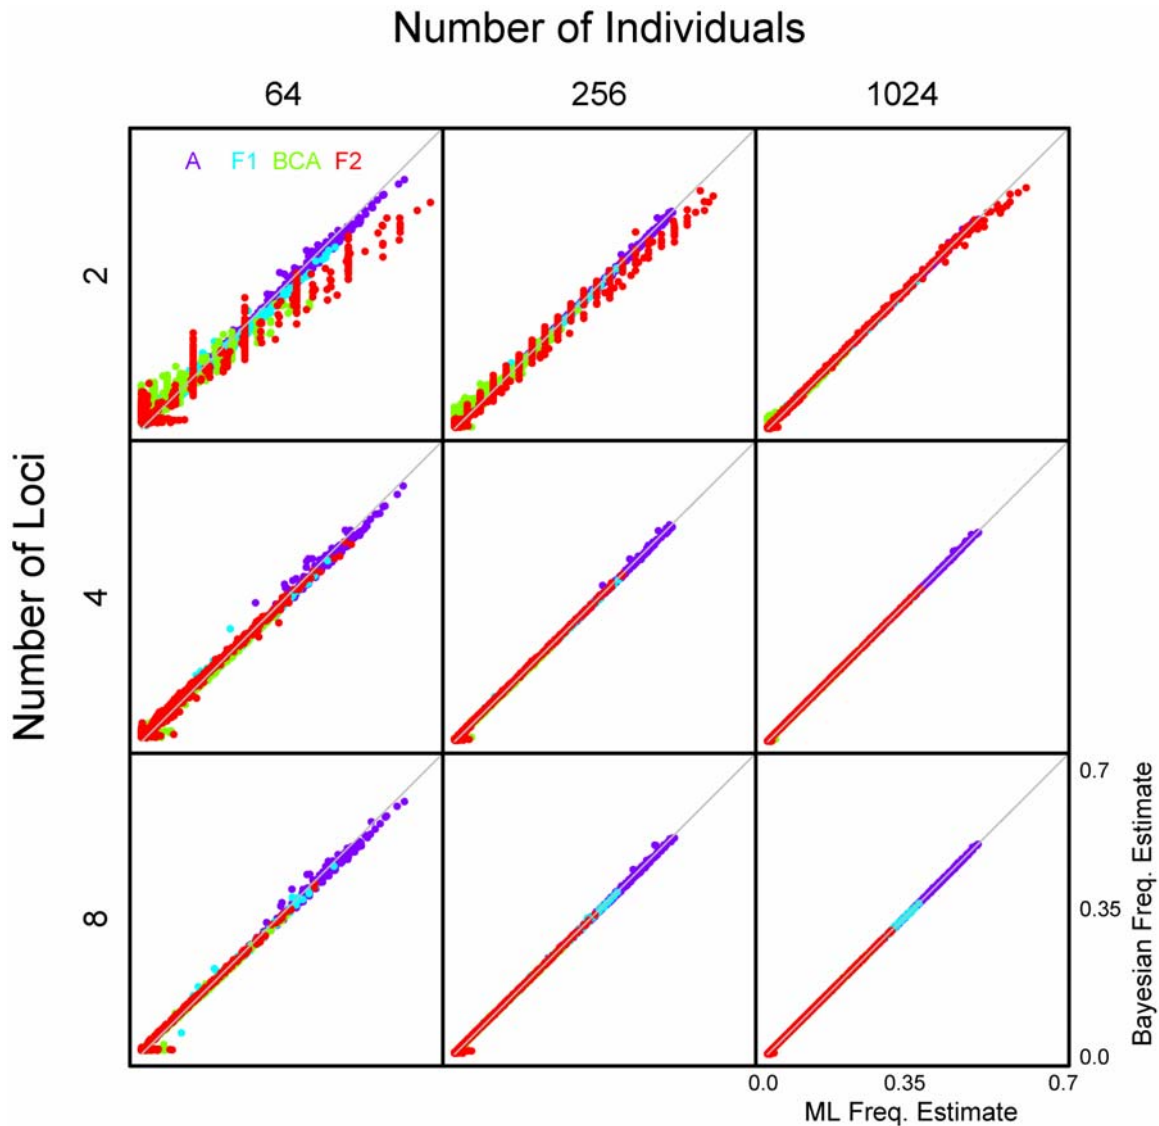 Number of Individuals
64 256 1024
A F1 BCA F2
Number of Loci
2
4
8
0.7
0.35
0.0
Bayesian Freq. Estimate
0.0 0.35 0.7
ML Freq. Estimate